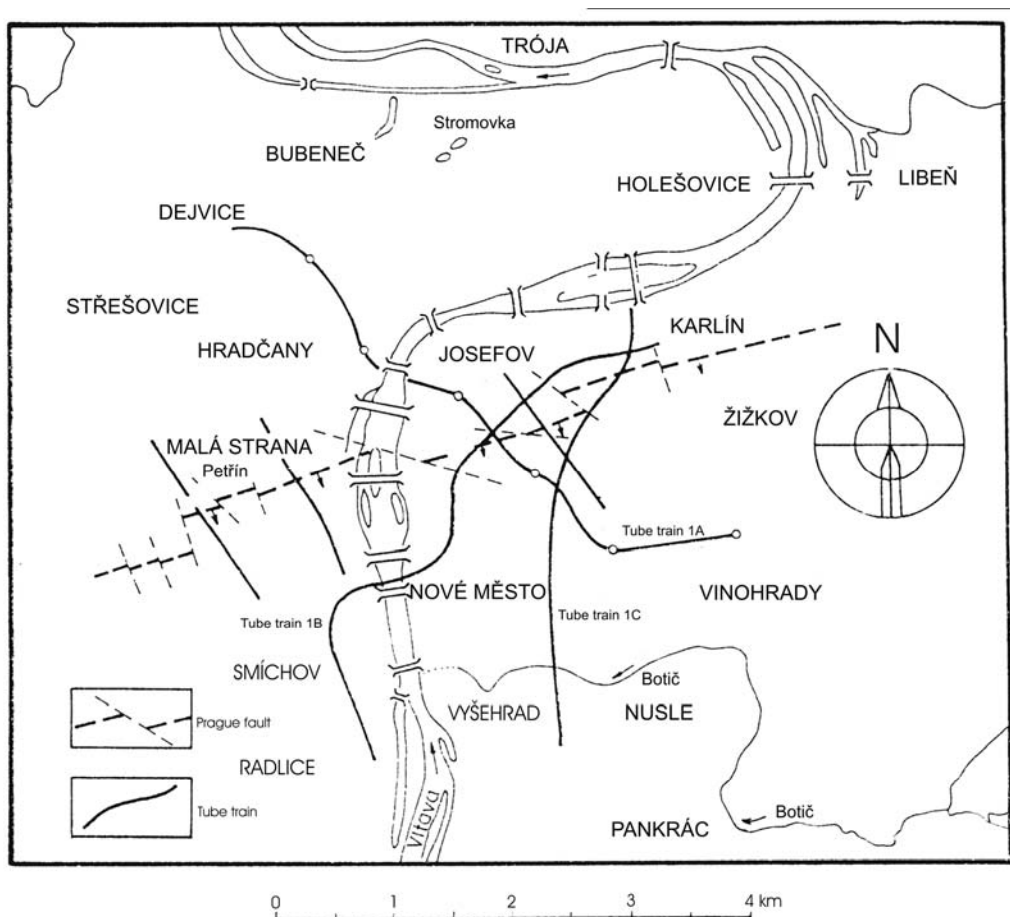 TRÓJA
Stromovka
BUBENEČ
HOLEŠOVICE
LIBEŇ
DEJVICE
STŘEŠOVICE
HRADČANY
JOSEFOV
KARLÍN
N
ŽIŽKOV
MALÁ STRANA
Petřín
Tube train 1A
NOVÉ MĚSTO
VINOHRADY
Tube train 1B
Tube train 1C
SMÍCHOV
Botič
VYŠEHRAD
NUSLE
Prague fault
RADLICE
Tube train
Vltava
PANKRÁC
Botič
0 1 2 3 4 km